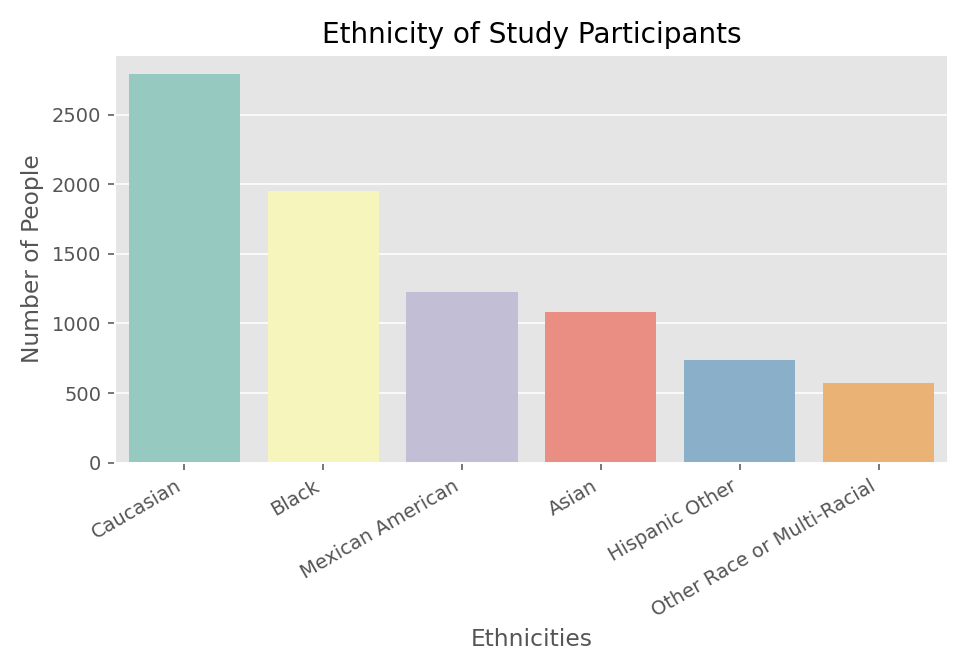 Ethnicity of Study Participants
Number of People
2500
2000
1500
1000
500
0
Caucasian
Black
Mexican American
Asian
Hispanic Other
Other Race or Multi-Racial
Ethnicities